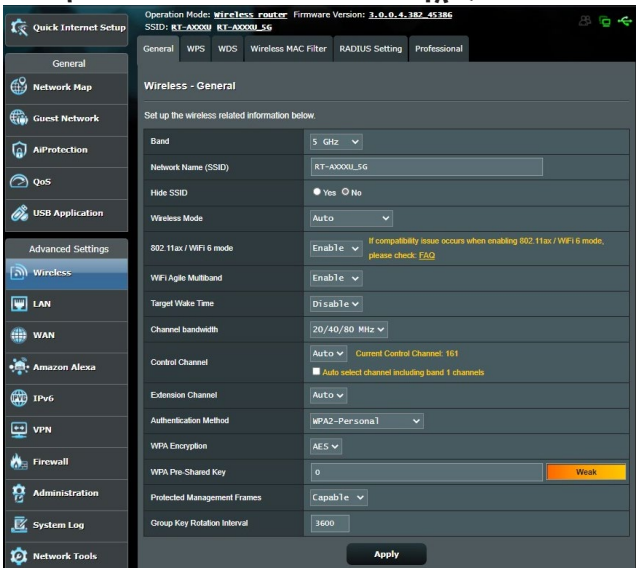 Operation Mode: Wireless router Firmware Version: 3.0.0.4.382_45386
SSID: RT-AXXXU RT-AXXXU_5G
Quick Internet Setup
General
Network Map
Guest Network
AiProtection
QoS
USB Application
Advanced Settings
Wireless
LAN
WAN
Amazon Alexa
IPv6
VPN
Firewall
Administration
System Log
Network Tools
General WPS WDS Wireless MAC Filter RADIUS Setting Professional
Wireless - General
Set up the wireless related information below.
Band 5 GHz
Network Name (SSID) RT-AXXXU_5G
Hide SSID Yes No
Wireless Mode Auto
802.11ax / WiFi 6 mode Enable If compatibility issue occurs when enabling 802.11ax / WiFi 6 mode,
please check: FAQ
WiFi Agile Multiband Enable
Target Wake Time Disable
Channel bandwidth 20/40/80 MHz
Control Channel Auto Current Control Channel: 161
Auto select channel including band 1 channels
Extension Channel Auto
Authentication Method WPA2-Personal
WPA Encryption AES
WPA Pre-Shared Key 0 Weak
Protected Management Frames Capable
Group Key Rotation Interval 3600
Apply